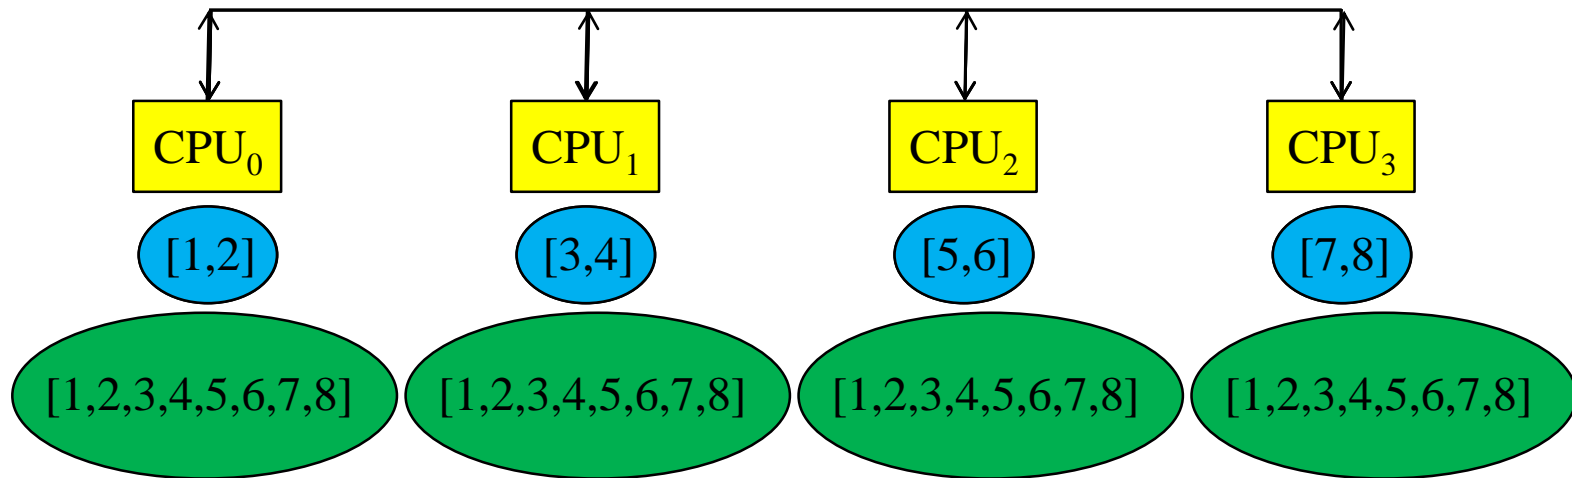 CPU₀ CPU₁ CPU₂ CPU₃
[1,2] [3,4] [5,6] [7,8]
[1,2,3,4,5,6,7,8] [1,2,3,4,5,6,7,8] [1,2,3,4,5,6,7,8] [1,2,3,4,5,6,7,8]